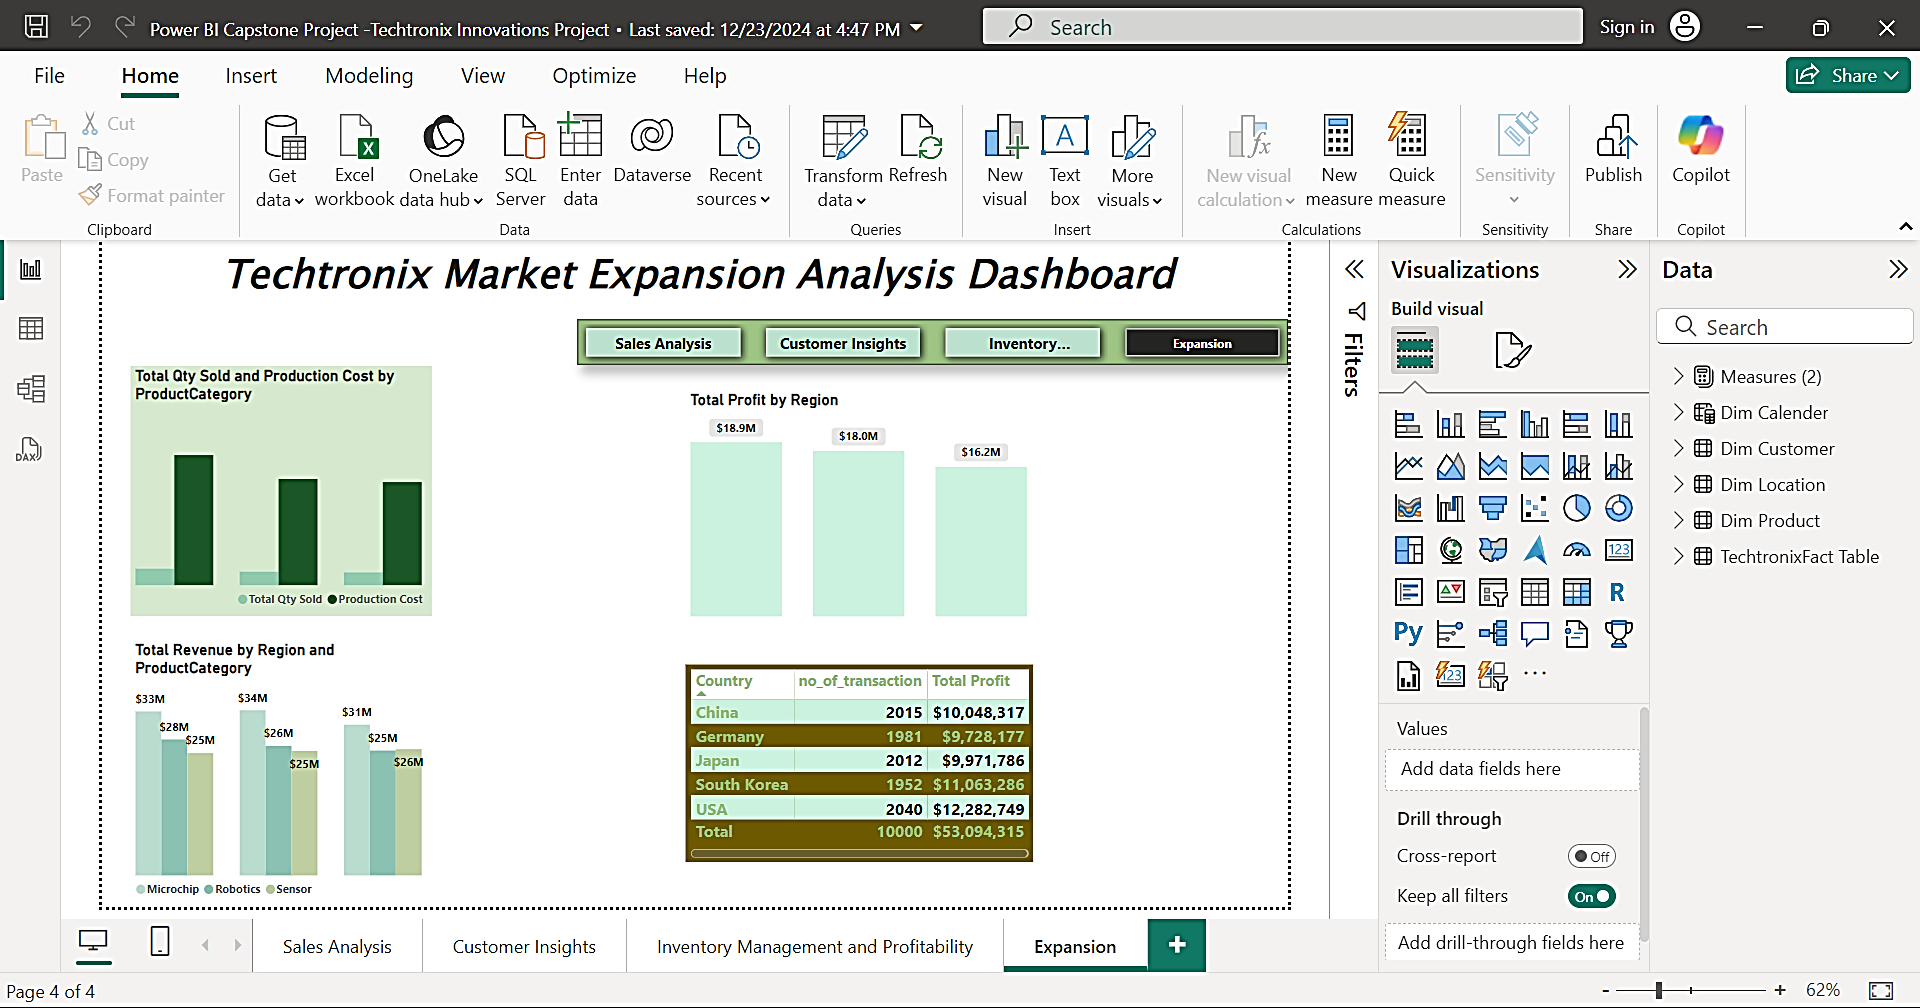 Power BI Capstone Project -Techtronix Innovations Project • Last saved: 12/23/2024 at 4:47 PM
Search
Sign in
File
Home
Insert
Modeling
View
Optimize
Help
Share
Paste
Cut
Copy
Format painter
Clipboard
Get data
Excel workbook
OneLake data hub
SQL Server
Enter data
Dataverse
Recent sources
Data
Transform data
Refresh
Queries
New visual
Text box
More visuals
Insert
New visual calculation
New measure
Quick measure
Calculations
Sensitivity
Sensitivity
Publish
Share
Copilot
Copilot
DAX
Techtronix Market Expansion Analysis Dashboard
Sales Analysis
Customer Insights
Inventory...
Expansion
Total Qty Sold and Production Cost by
ProductCategory
Total Qty Sold
Production Cost
Total Profit by Region
$18.9M
$18.0M
$16.2M
Total Revenue by Region and
ProductCategory
$33M
$28M
$25M
$34M
$26M
$25M
$31M
$25M
$26M
Microchip
Robotics
Sensor
Country no_of_transaction Total Profit
China 2015 $10,048,317
Germany 1981 $9,728,177
Japan 2012 $9,971,786
South Korea 1952 $11,063,286
USA 2040 $12,282,749
Total 10000 $53,094,315
Filters
Visualizations
Build visual
123
R
Py
123
Values
Add data fields here
Drill through
Cross-report
Off
Keep all filters
On
Add drill-through fields here
Data
Search
Measures (2)
Dim Calender
Dim Customer
Dim Location
Dim Product
TechtronixFact Table
Sales Analysis
Customer Insights
Inventory Management and Profitability
Expansion
Page 4 of 4
62%